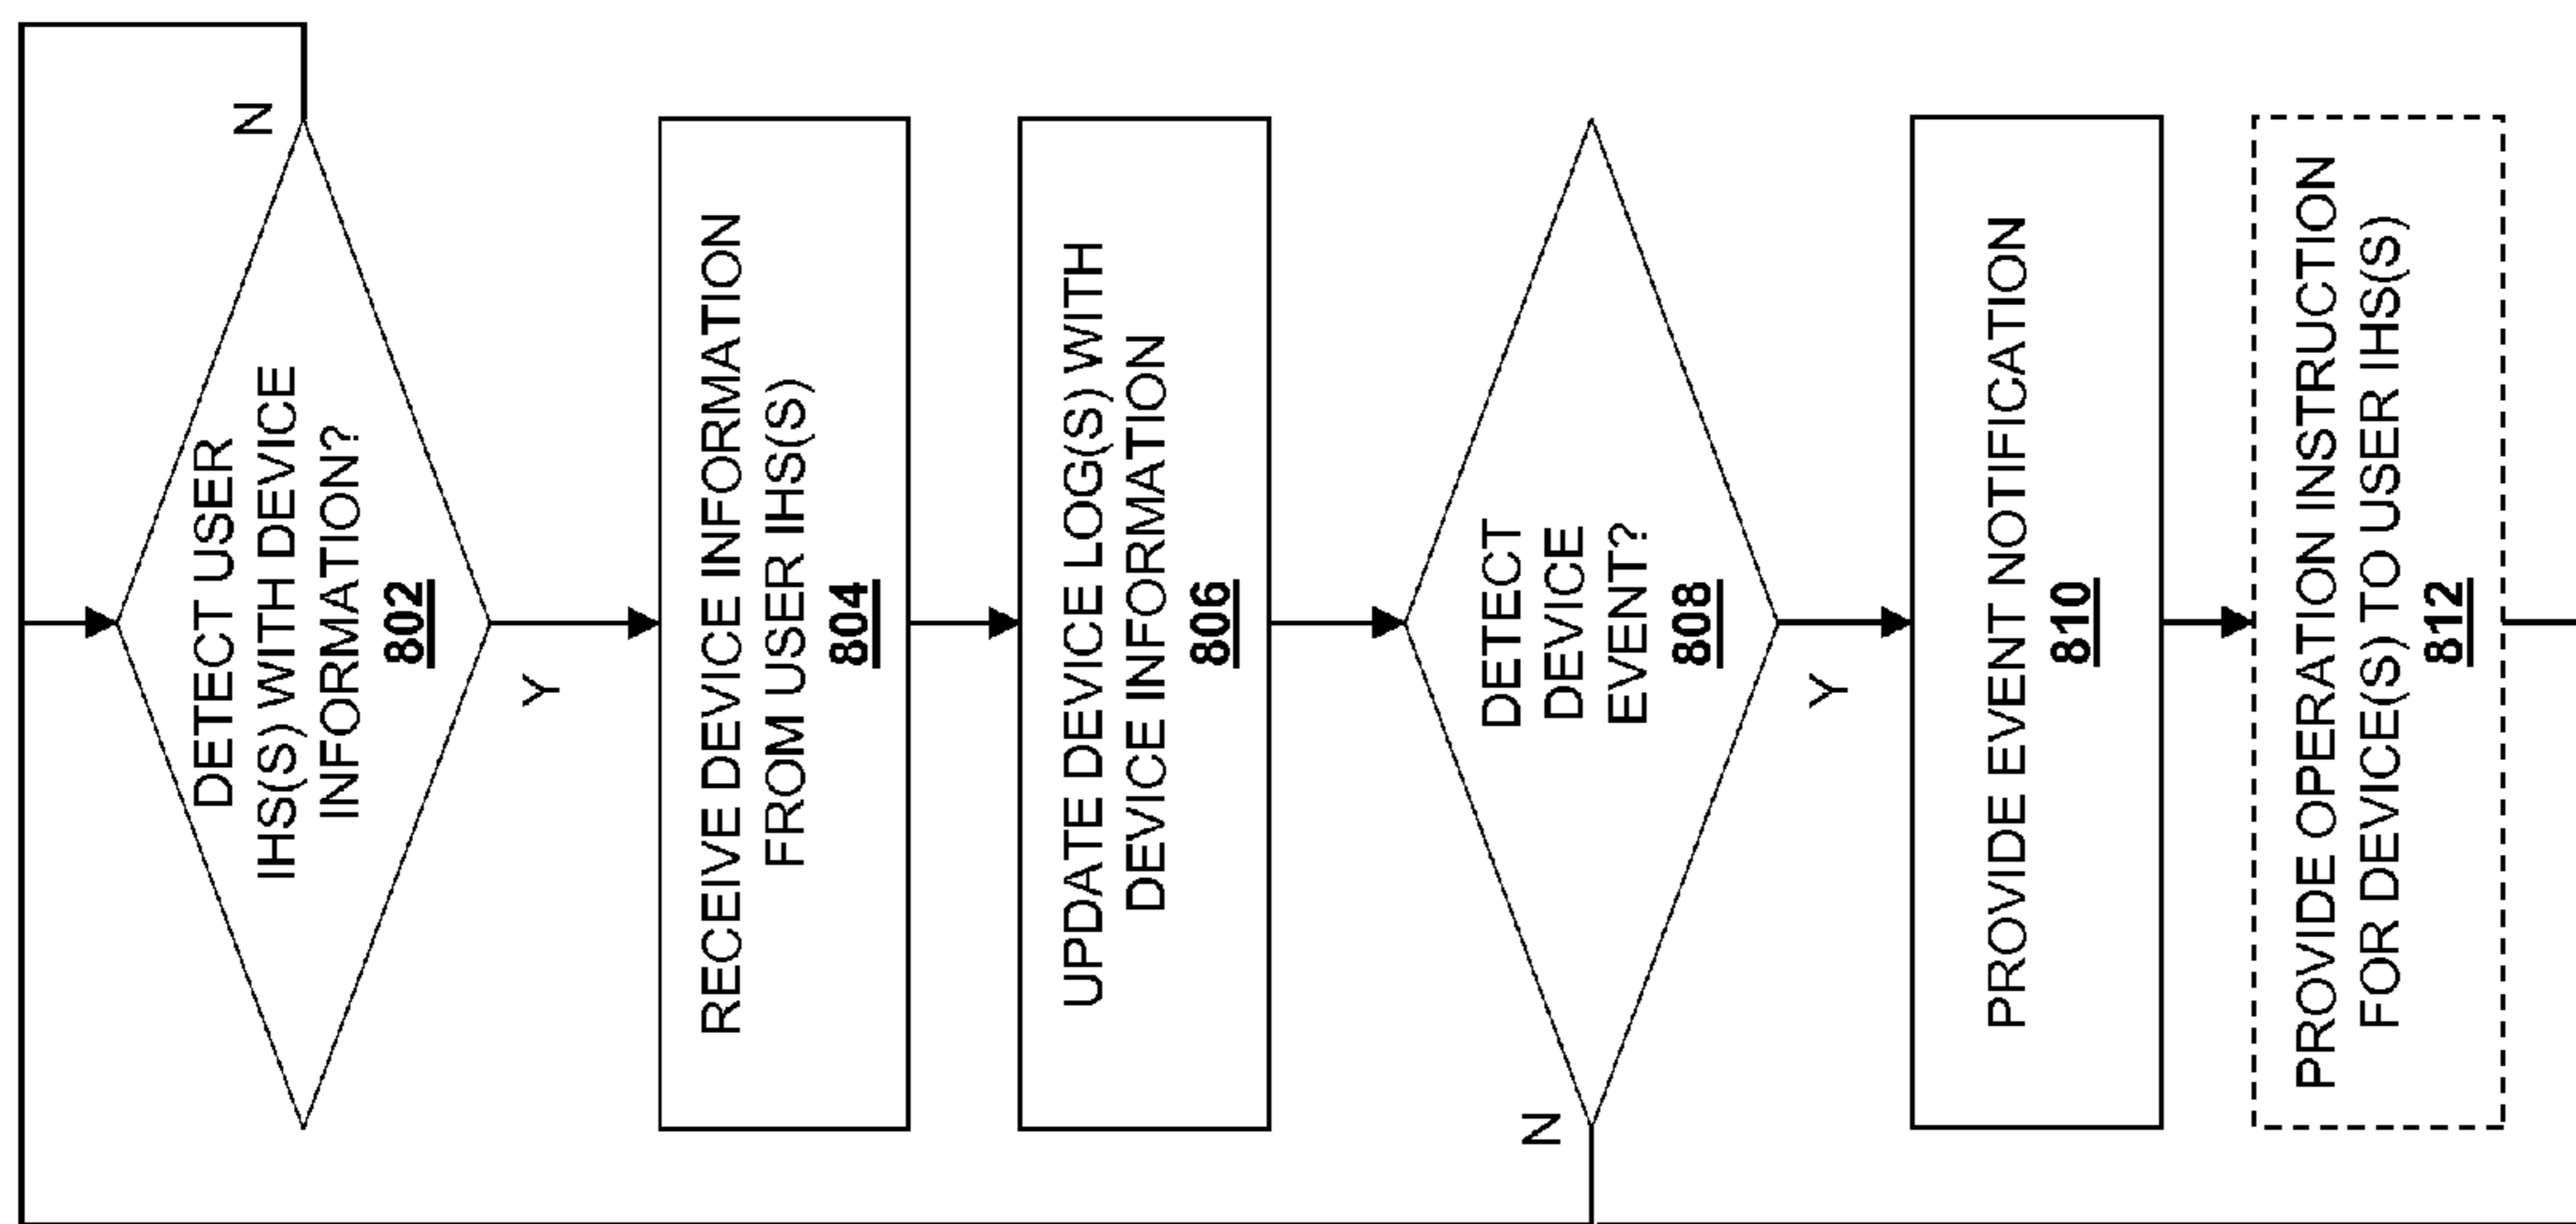 DETECT USER
IHS(S) WITH DEVICE
INFORMATION?
802
N
Y
RECEIVE DEVICE INFORMATION
FROM USER IHS(S)
804
UPDATE DEVICE LOG(S) WITH
DEVICE INFORMATION
806
DETECT
DEVICE
EVENT?
808
N
Y
PROVIDE EVENT NOTIFICATION
810
PROVIDE OPERATION INSTRUCTION
FOR DEVICE(S) TO USER IHS(S)
812